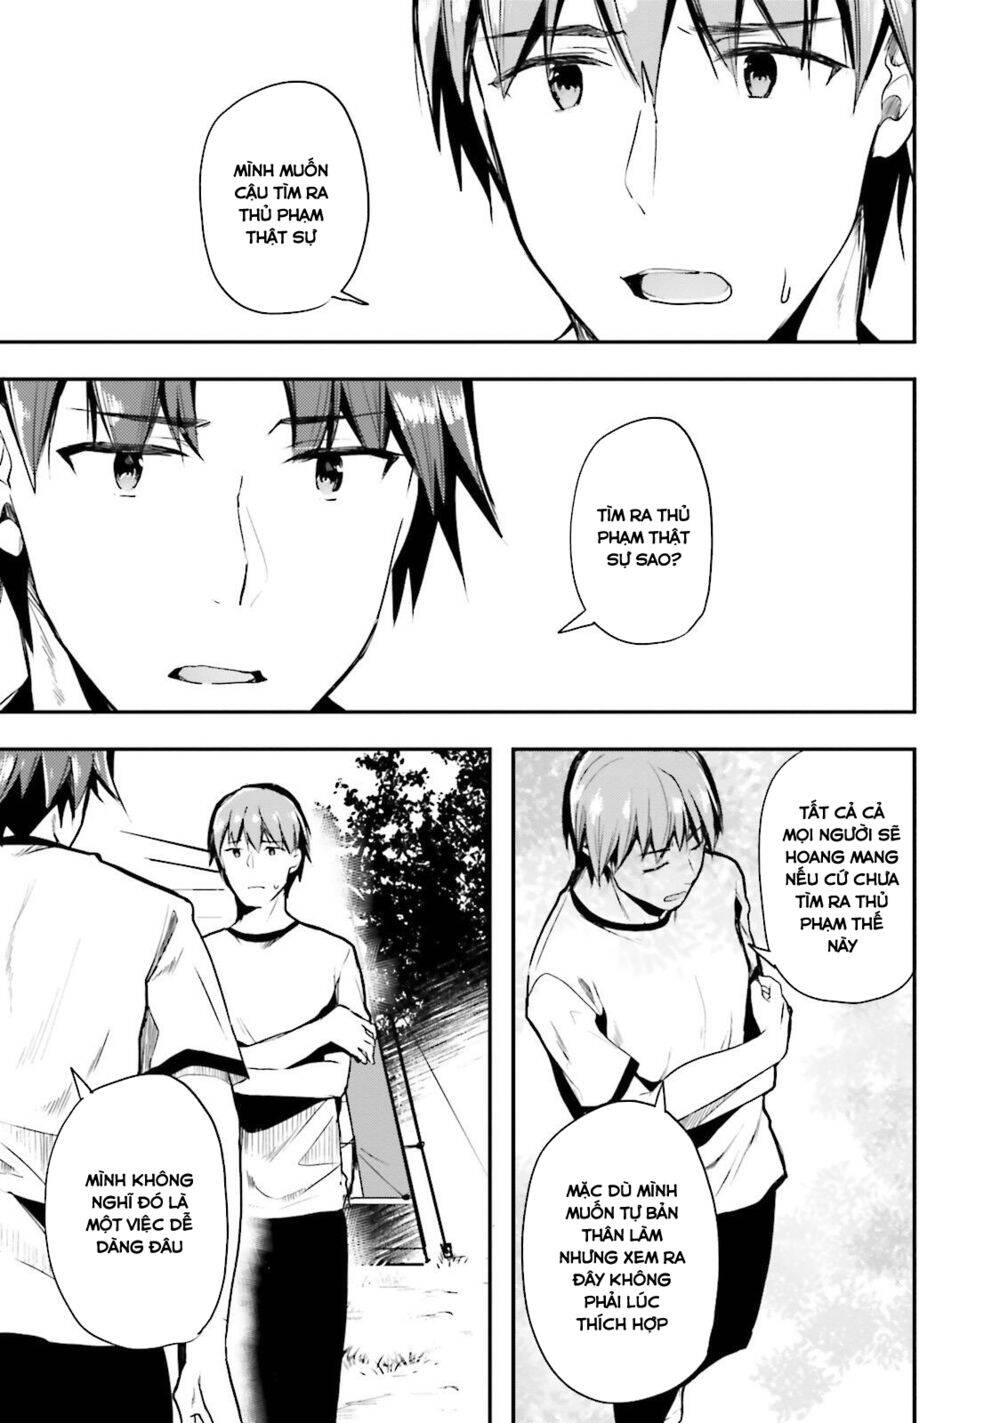 MÌNH MUỐN
CẬU TÌM RA
THỦ PHẠM
THẬT SỰ
TÌM RA THỦ
PHẠM THẬT
SỰ SAO?
TẤT CẢ CẢ
MỌI NGƯỜI SẼ
HOANG MANG
NẾU CỨ CHƯA
TÌM RA THỦ
PHẠM THẾ
NÀY
MẶC DÙ MÌNH
MUỐN TỰ BẢN
THÂN LÀM
NHƯNG XEM RA
ĐÂY KHÔNG
PHẢI LÚC
THÍCH HỢP
MÌNH KHÔNG
NGHĨ ĐÓ LÀ
MỘT VIỆC DỄ
DÀNG ĐÂU